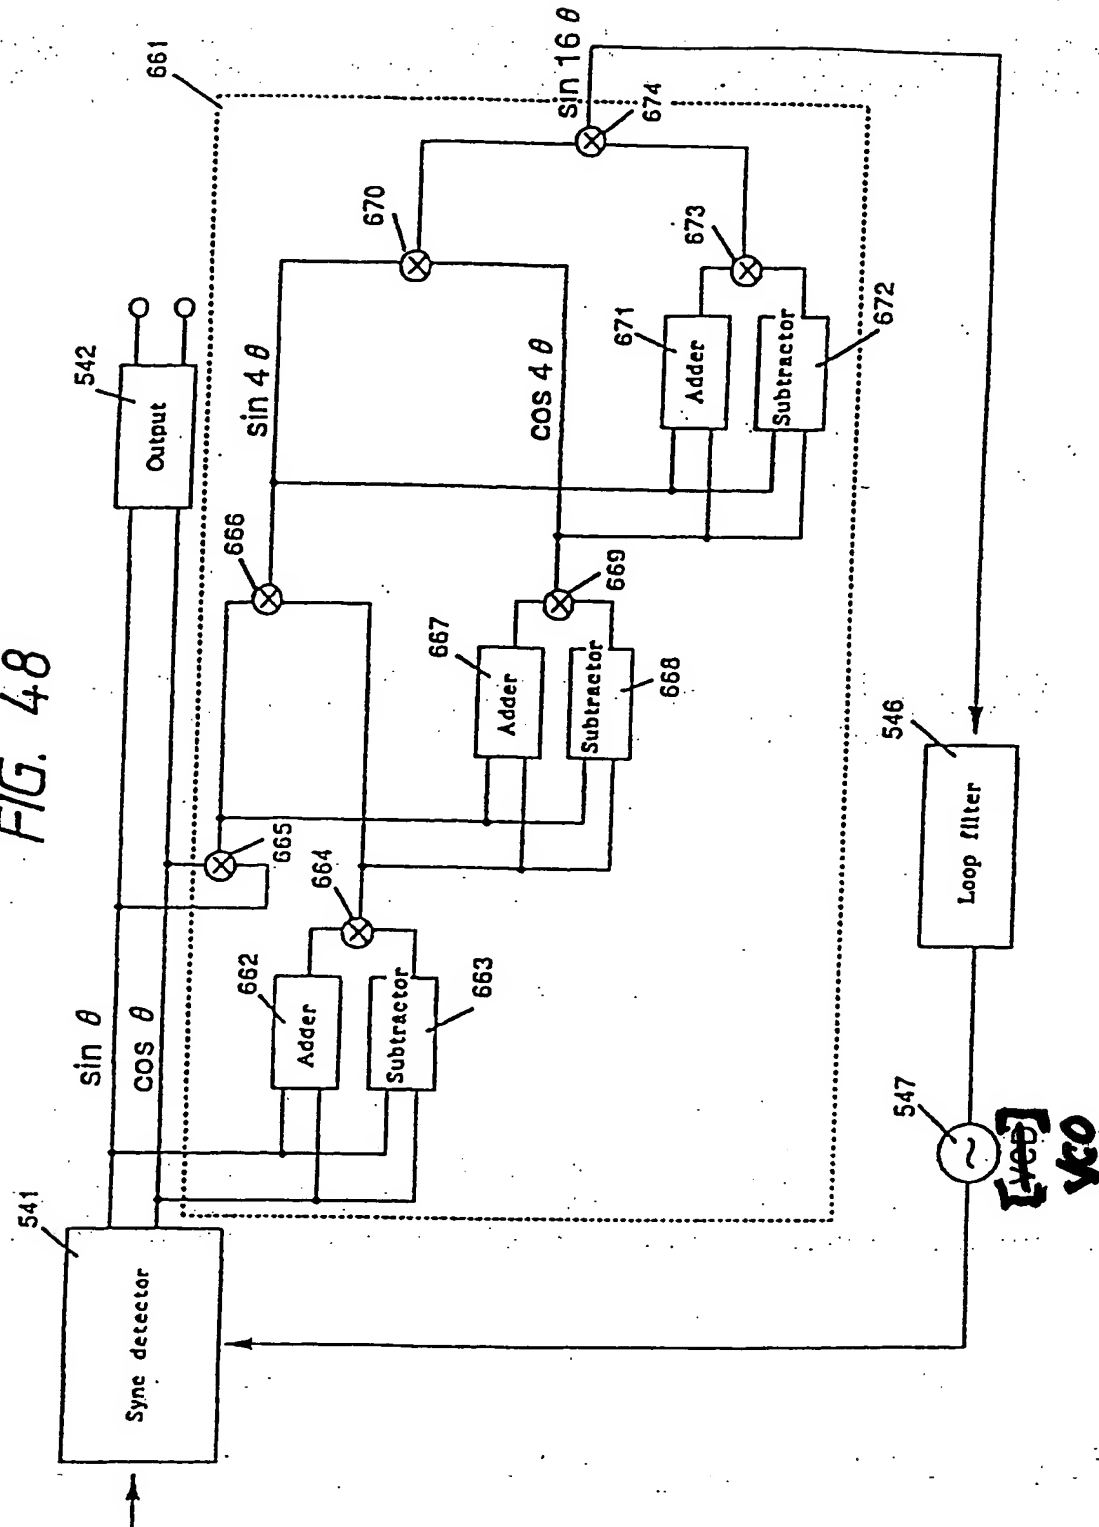 FIG. 48
541
Sync detector
sin θ
cos θ
542
Output
661
662
Adder
663
Subtractor
664
665
666
sin 4 θ
667
Adder
668
Subtractor
669
cos 4 θ
670
671
Adder
672
Subtractor
673
674
sin 16 θ
546
Loop filter
547
[VCD]
VCO